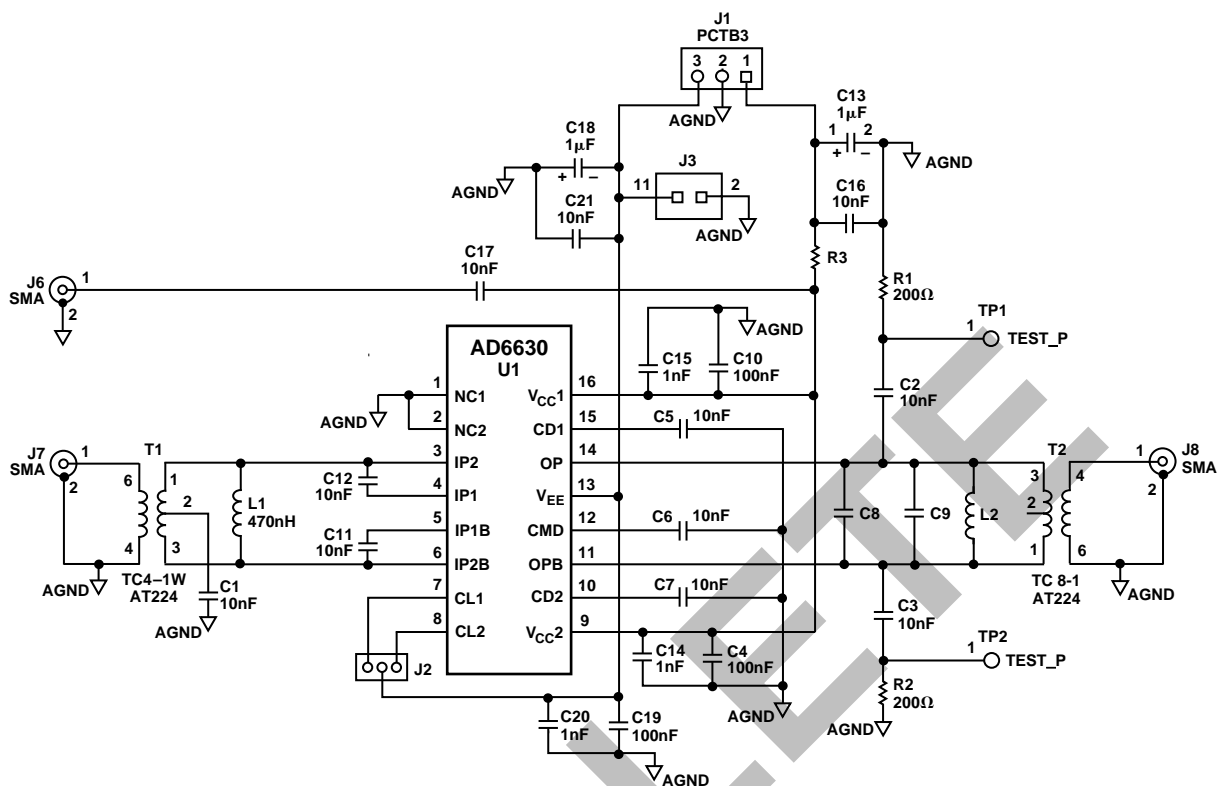 J1
PCTB3
3 2 1
AGND
C13
1μF
1 2
+ –
AGND
C18
1μF
+ –
AGND
J3
11 2
AGND
C16
10nF
C21
10nF
R3
C17
10nF
J6
SMA
1
2
R1
200Ω
TP1
1
TEST_P
AGND
C15
1nF
C10
100nF
C2
10nF
AD6630
U1
1 NC1
2 NC2
3 IP2
4 IP1
5 IP1B
6 IP2B
7 CL1
8 CL2
VCC1 16
CD1 15
OP 14
VEE 13
CMD 12
OPB 11
CD2 10
VCC2 9
AGND
J7
SMA
1
2
T1
6
4
1
2
3
TC4–1W
AT224
AGND
L1
470nH
C12
10nF
C11
10nF
C1
10nF
AGND
C5 10nF
C6 10nF
C7 10nF
C8
C9
L2
T2
3
2
1
4
6
TC 8-1
AT224
J8
SMA
1
2
AGND
C3
10nF
TP2
1
TEST_P
R2
200Ω
AGND
C14
1nF
C4
100nF
AGND
J2
C20
1nF
C19
100nF
AGND